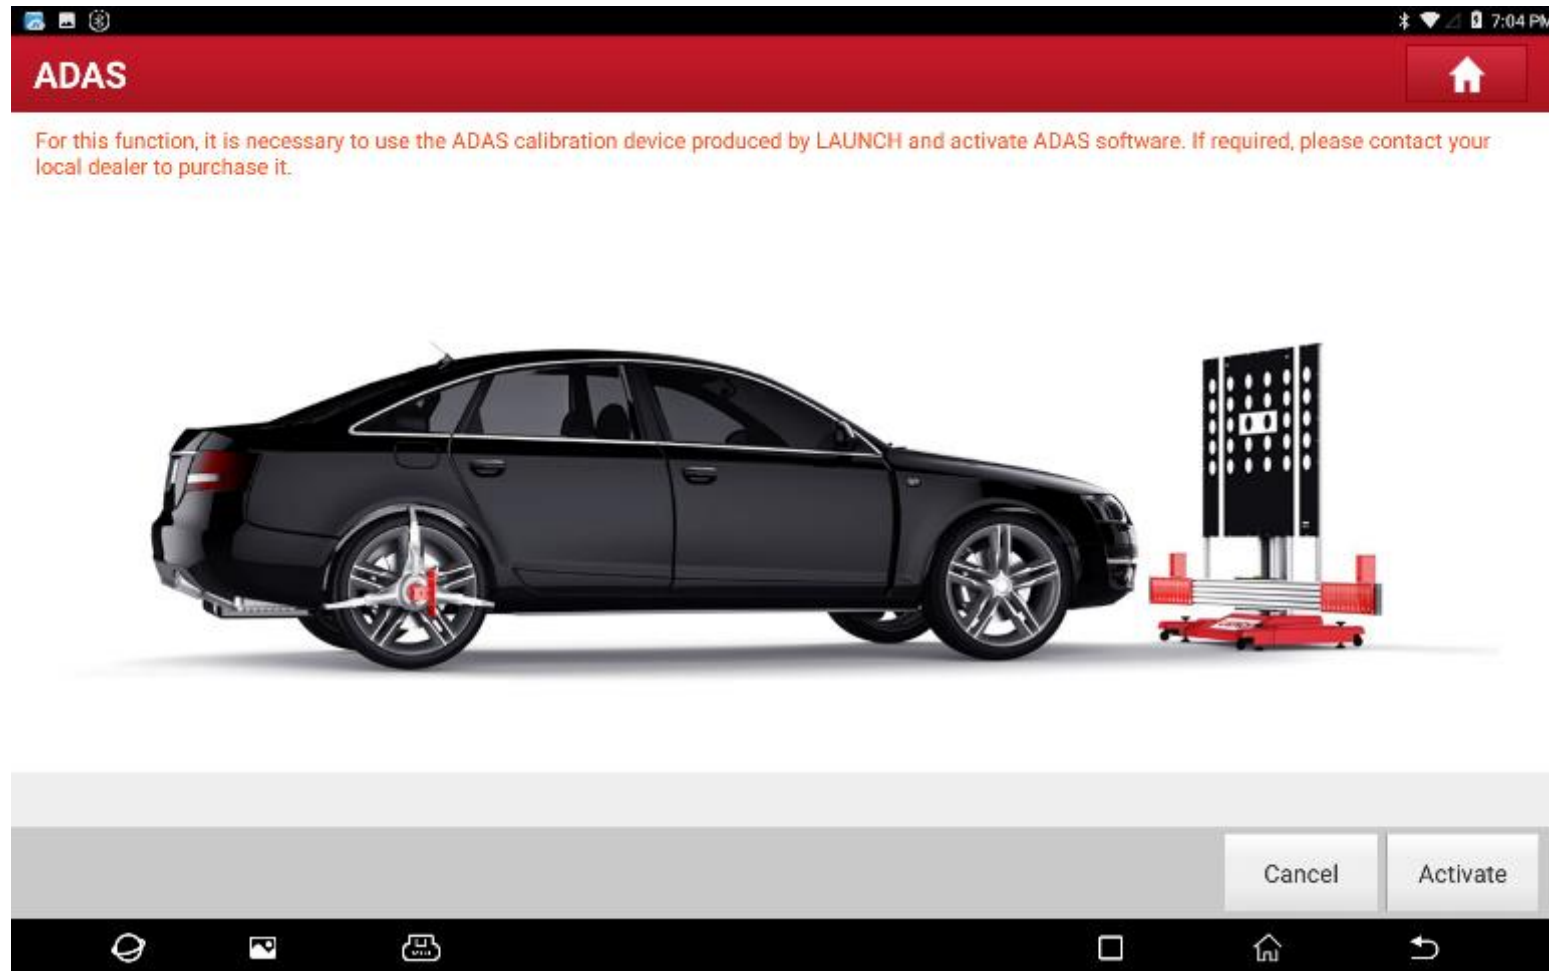 7:04 PM
ADAS
For this function, it is necessary to use the ADAS calibration device produced by LAUNCH and activate ADAS software. If required, please contact your
local dealer to purchase it.
Cancel
Activate